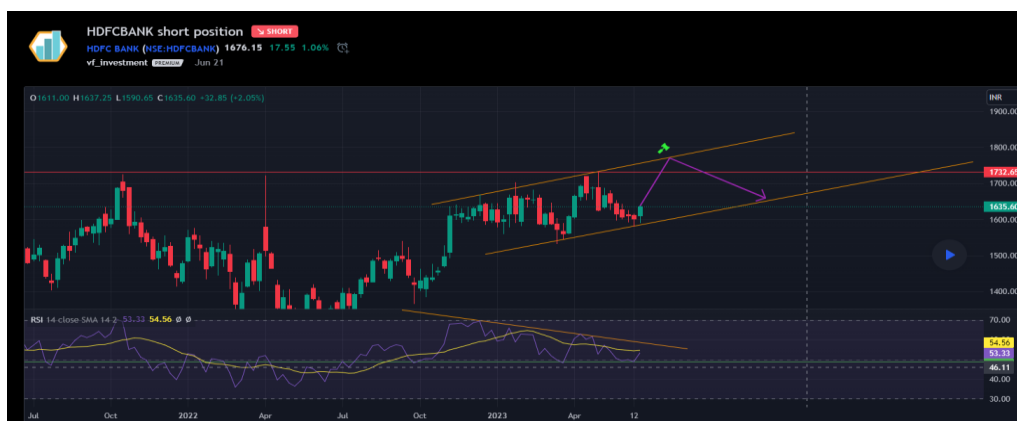 HDFCBANK short position SHORT
HDFC BANK (NSE:HDFCBANK) 1676.15 17.55 1.06%
vf_investment PREMIUM Jun 21
O1611.00 H1637.25 L1590.65 C1635.60 +32.85 (+2.05%)
INR
1900.00
1800.00
1732.65
1700.00
1635.60
1600.00
1500.00
1400.00
RSI 14 close SMA 14 2 53.33 54.56 Ø Ø
70.00
54.56
53.33
46.11
40.00
30.00
Jul Oct 2022 Apr Jul Oct 2023 Apr 12